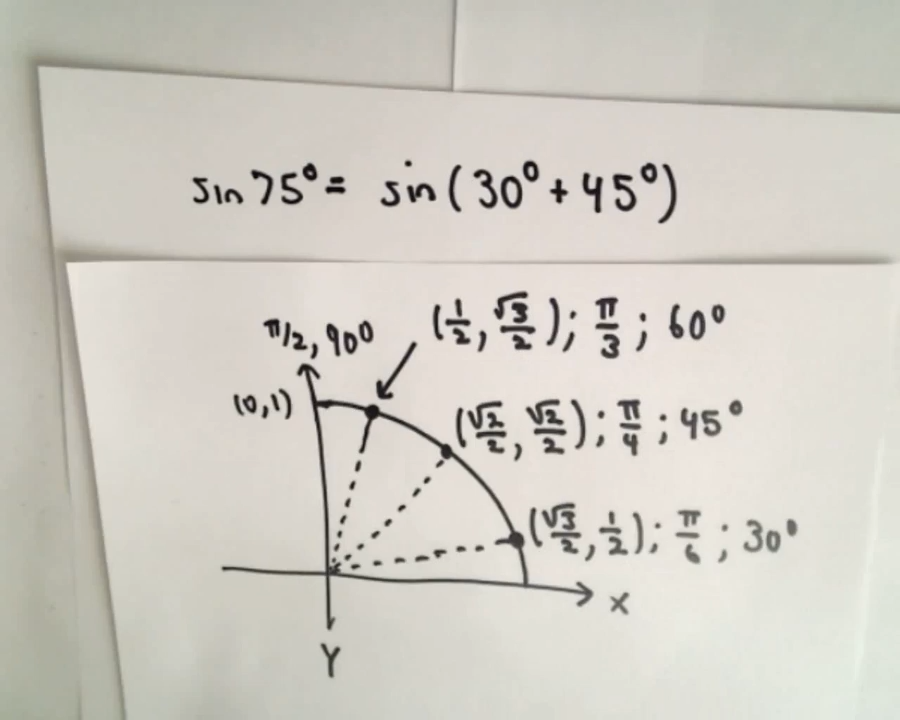 sin 75° = sin(30° + 45°)
π/2, 90°
(1/2, √3/2); π/3; 60°
(0,1)
(√2/2, √2/2); π/4; 45°
(√3/2, 1/2); π/6; 30°
X
Y